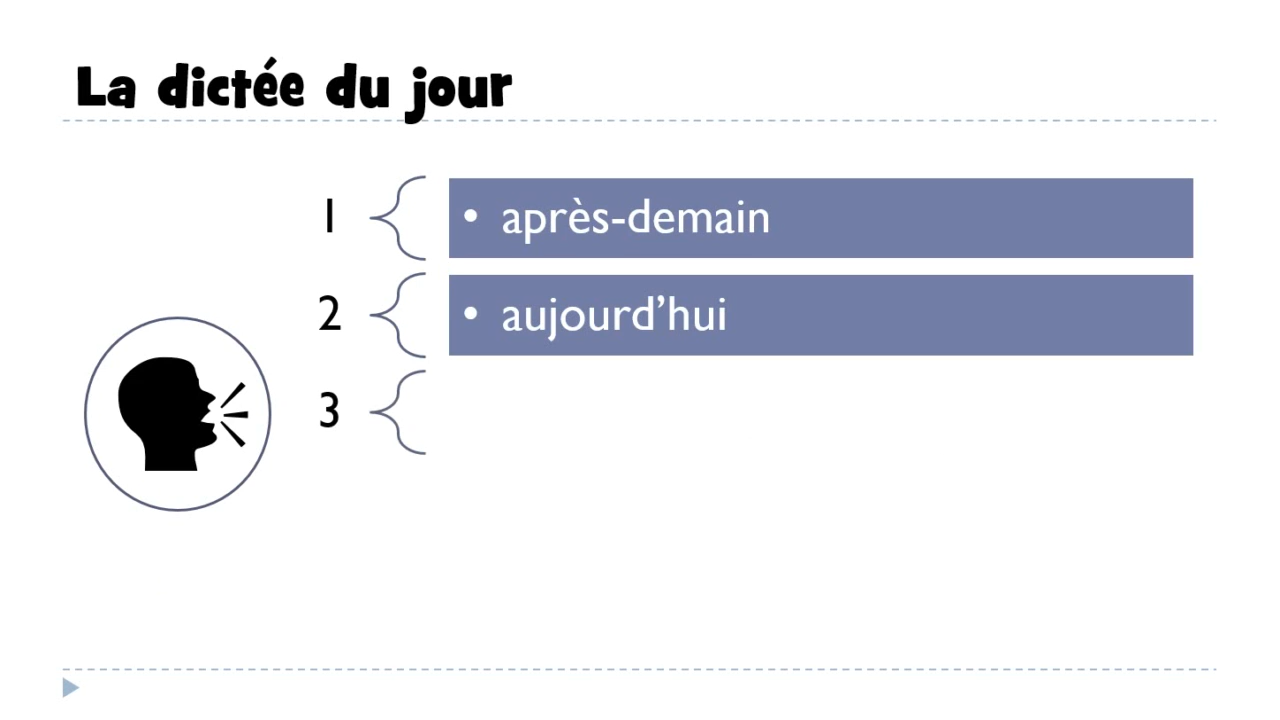 La dictée du jour
1
• après-demain
2
• aujourd’hui
3